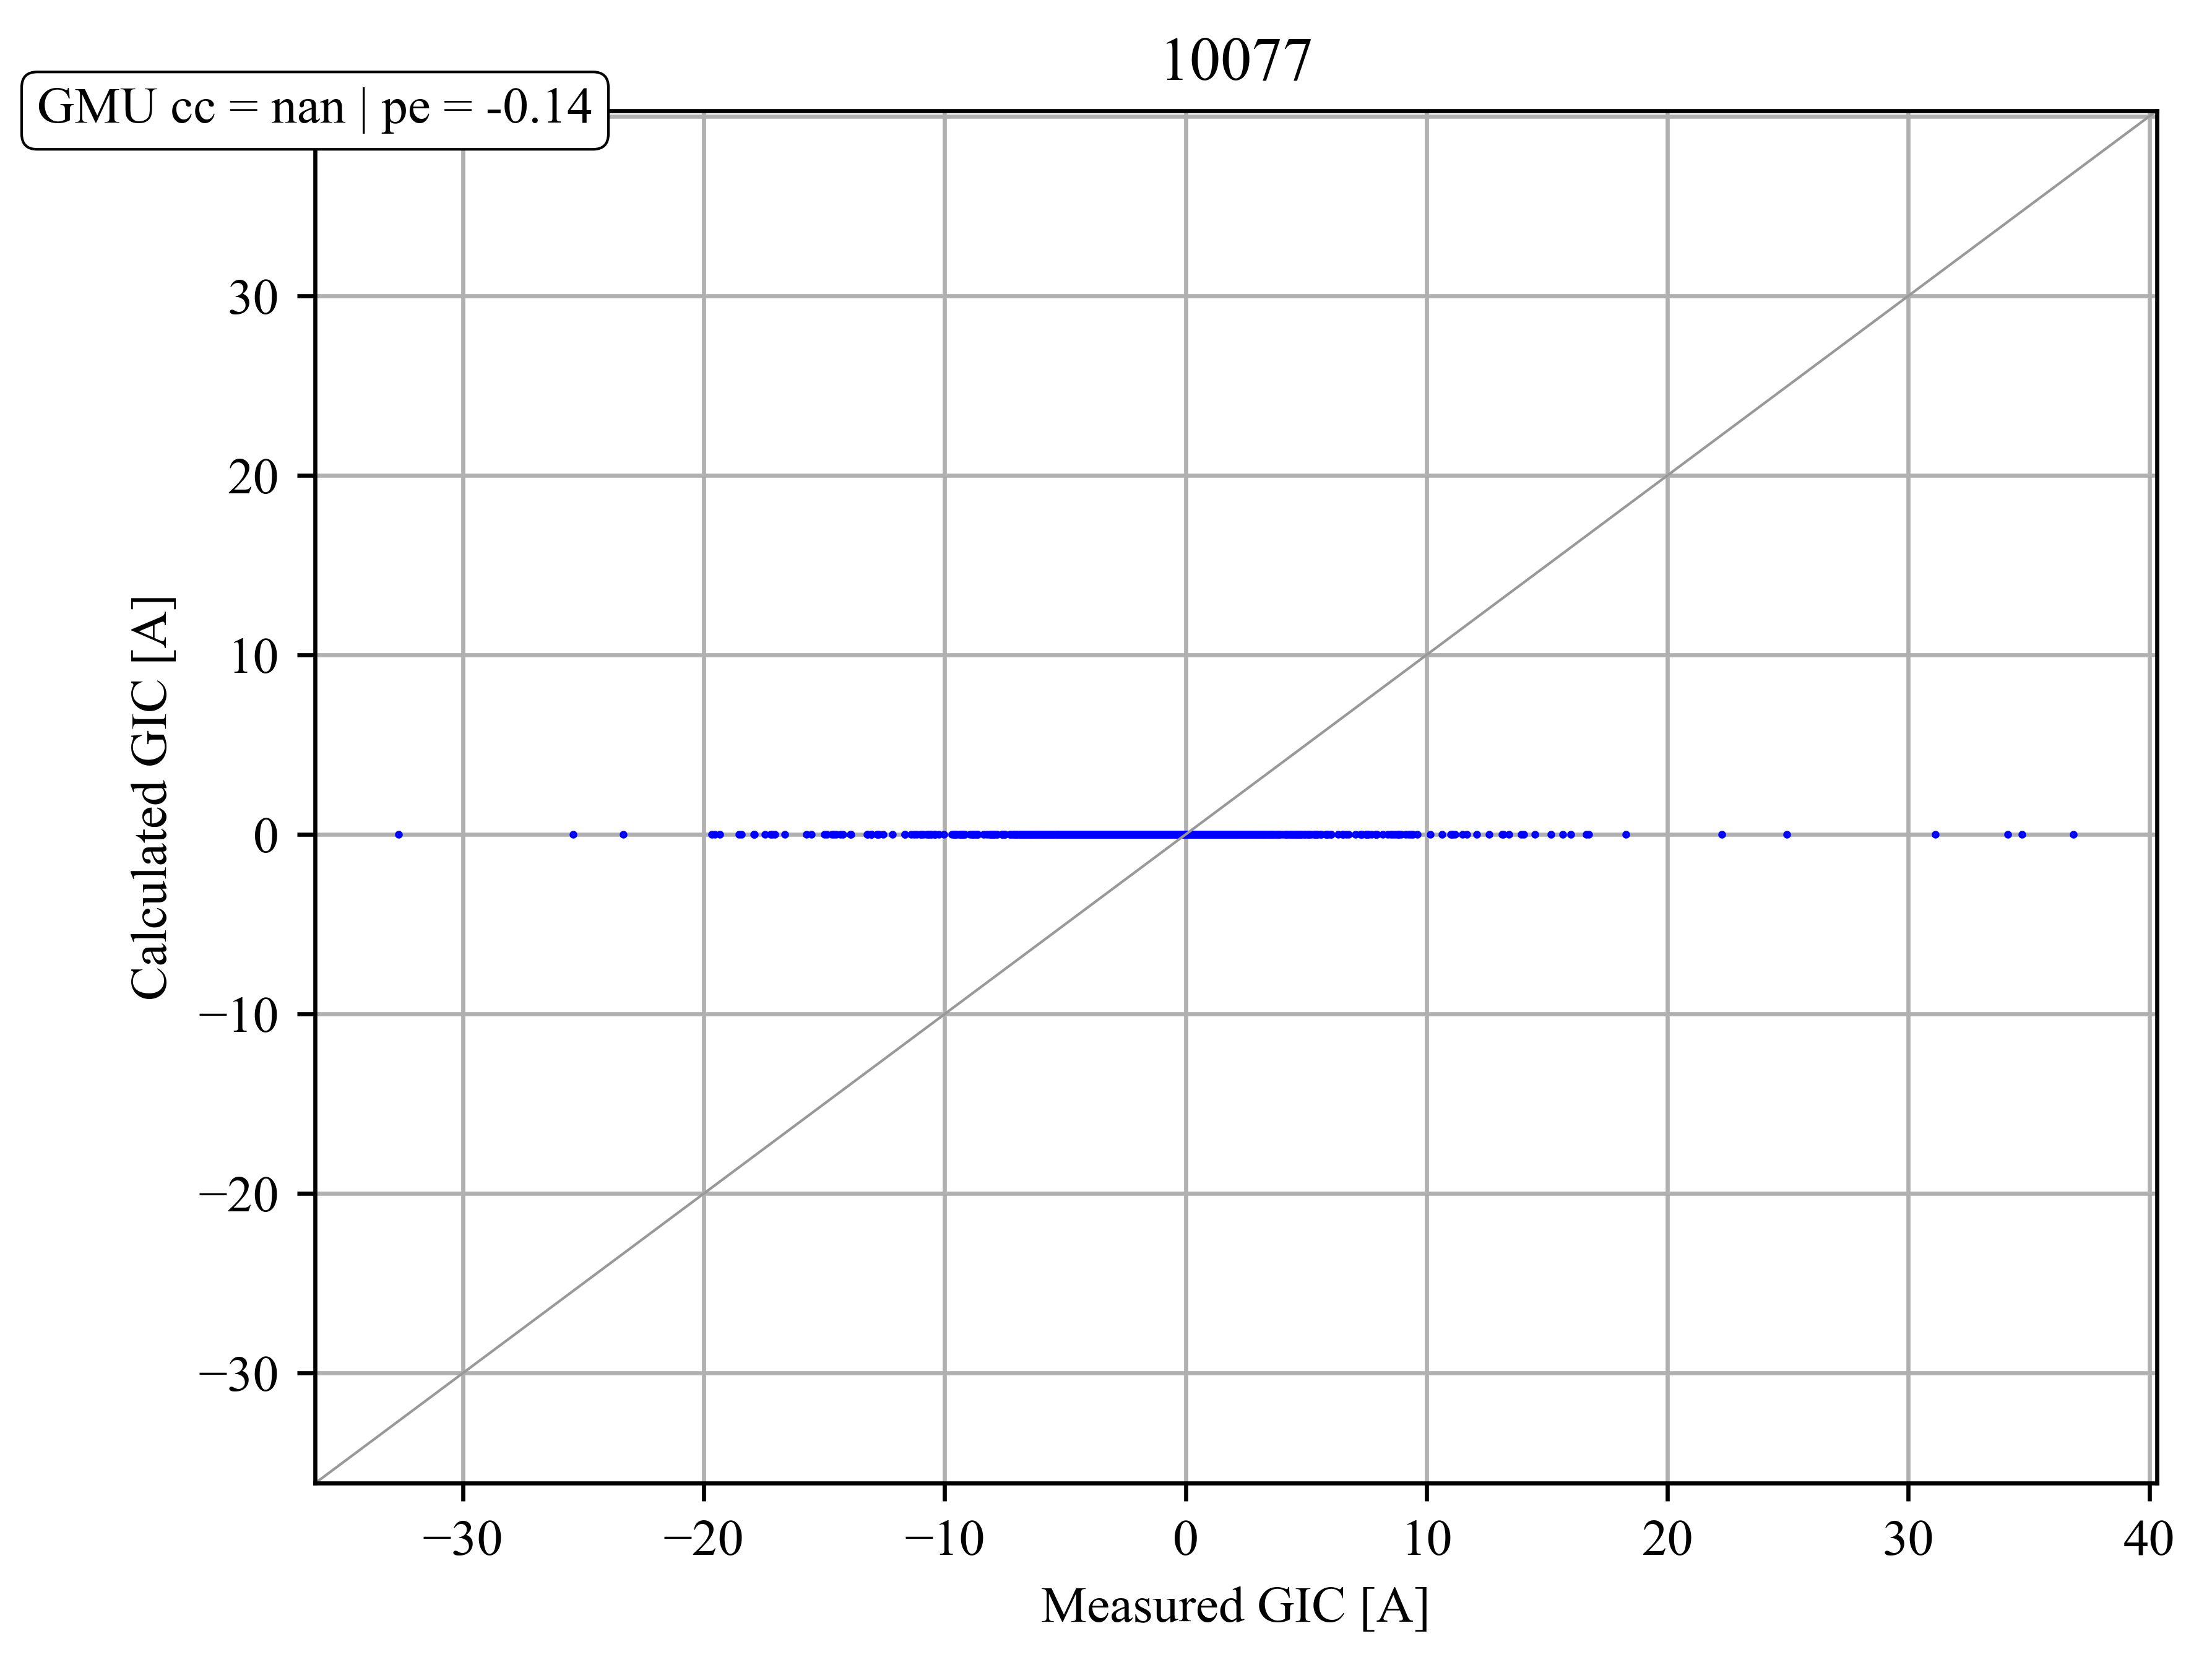 10077
GMU cc = nan | pe = -0.14
30
20
10
0
−10
−20
−30
Calculated GIC [A]
−30 −20 −10 0 10 20 30 40
Measured GIC [A]